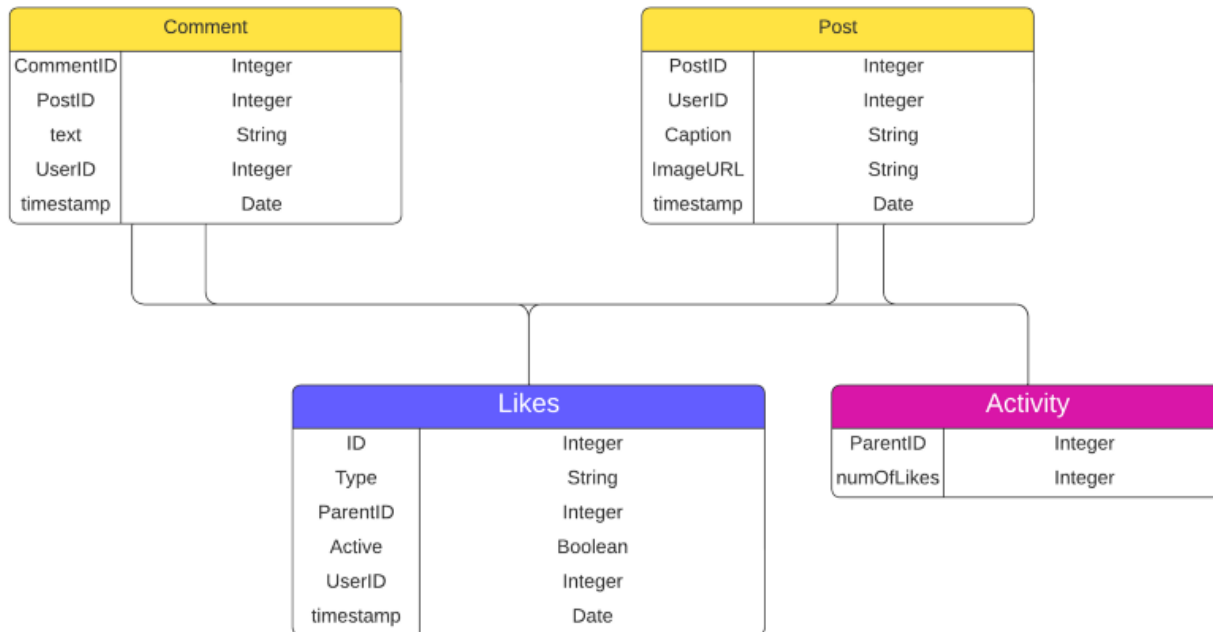 Comment
CommentID Integer
PostID Integer
text String
UserID Integer
timestamp Date
Post
PostID Integer
UserID Integer
Caption String
ImageURL String
timestamp Date
Likes
ID Integer
Type String
ParentID Integer
Active Boolean
UserID Integer
timestamp Date
Activity
ParentID Integer
numOfLikes Integer